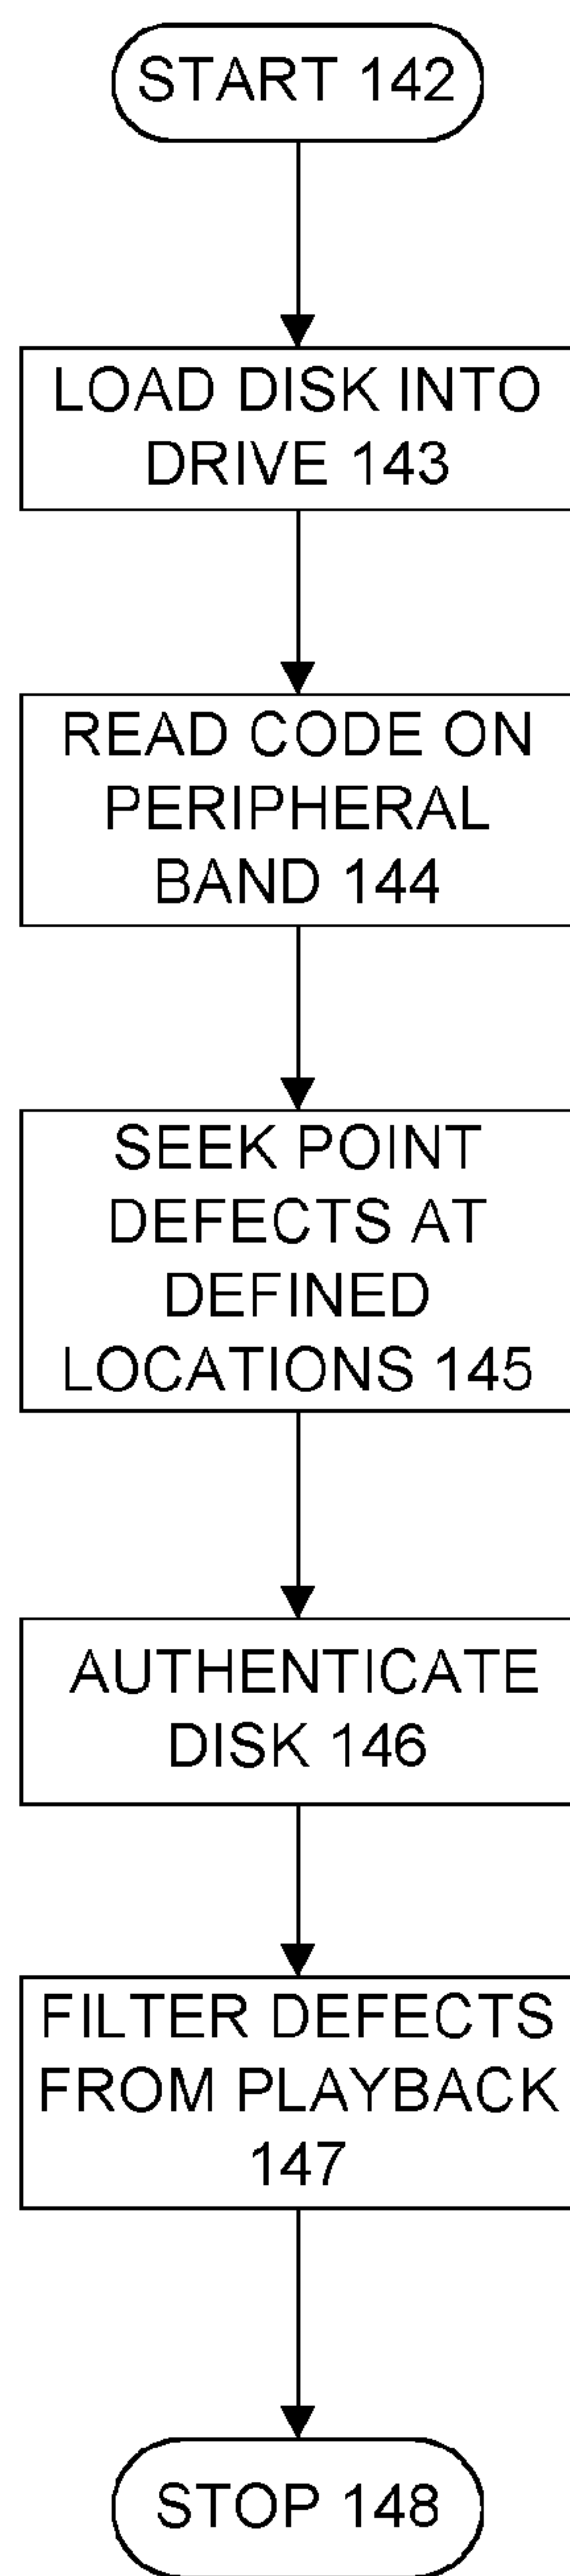 START 142
LOAD DISK INTO
DRIVE 143
READ CODE ON
PERIPHERAL
BAND 144
SEEK POINT
DEFECTS AT
DEFINED
LOCATIONS 145
AUTHENTICATE
DISK 146
FILTER DEFECTS
FROM PLAYBACK
147
STOP 148